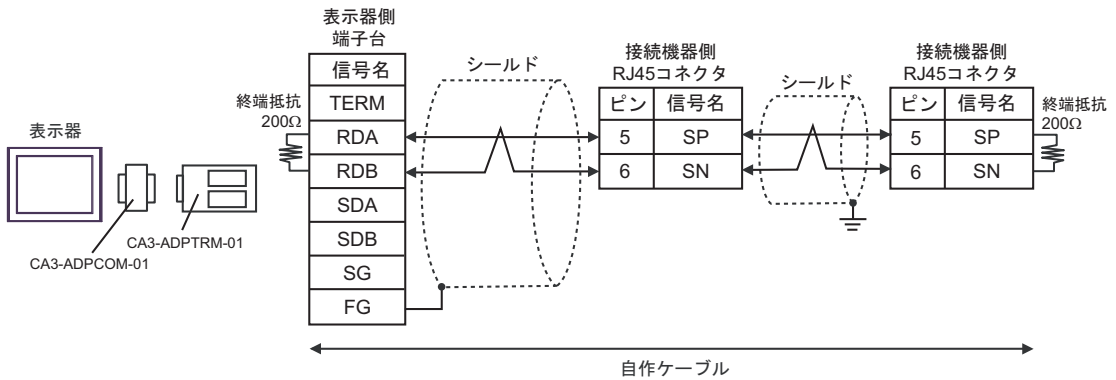 表示器
CA3-ADPCOM-01
CA3-ADPTRM-01
表示器側
端子台
信号名
TERM
RDA
RDB
SDA
SDB
SG
FG
終端抵抗
200Ω
シールド
接続機器側
RJ45コネクタ
ピン 信号名
5 SP
6 SN
シールド
接続機器側
RJ45コネクタ
ピン 信号名
5 SP
6 SN
終端抵抗
200Ω
自作ケーブル